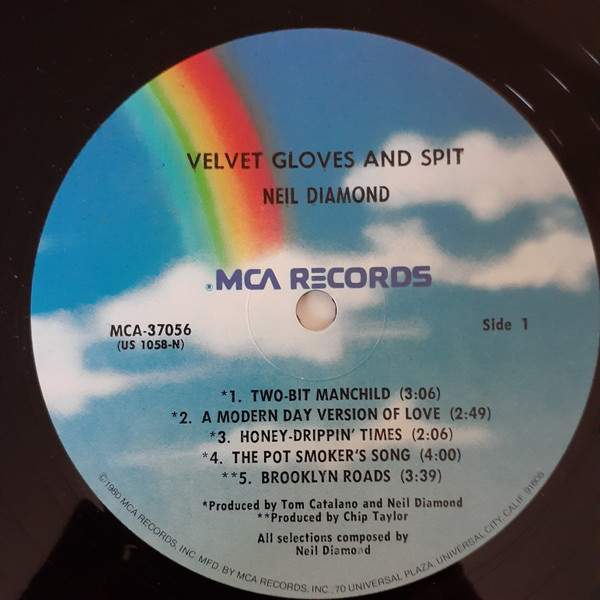 VELVET GLOVES AND SPIT
NEIL DIAMOND
®MCA RECORDS
MCA-37056
(US 1058-N)
Side 1
*1. TWO-BIT MANCHILD (3:06)
*2. A MODERN DAY VERSION OF LOVE (2:49)
*3. HONEY-DRIPPIN' TIMES (2:06)
*4. THE POT SMOKER'S SONG (4:00)
**5. BROOKLYN ROADS (3:39)
*Produced by Tom Catalano and Neil Diamond
**Produced by Chip Taylor
All selections composed by
Neil Diamond
©1980 MCA RECORDS, INC. MFD. BY MCA RECORDS, INC., 70 UNIVERSAL PLAZA, UNIVERSAL CITY, CALIF. 91608